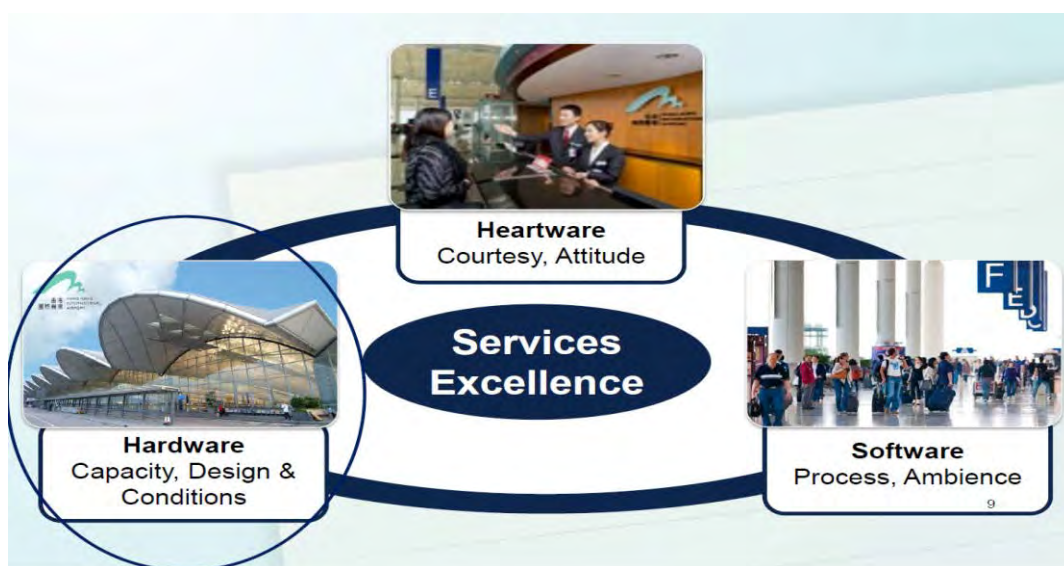 E
Heartware
Courtesy, Attitude
Services
Excellence
Hardware
Capacity, Design &
Conditions
F
E
D
C
Software
Process, Ambience
9